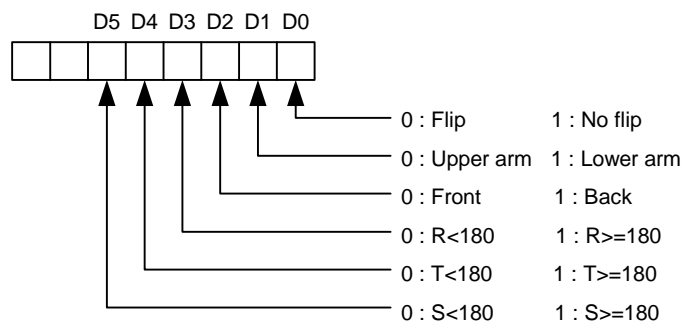 D5 D4 D3 D2 D1 D0
0 : Flip 1 : No flip
0 : Upper arm 1 : Lower arm
0 : Front 1 : Back
0 : R<180 1 : R>=180
0 : T<180 1 : T>=180
0 : S<180 1 : S>=180